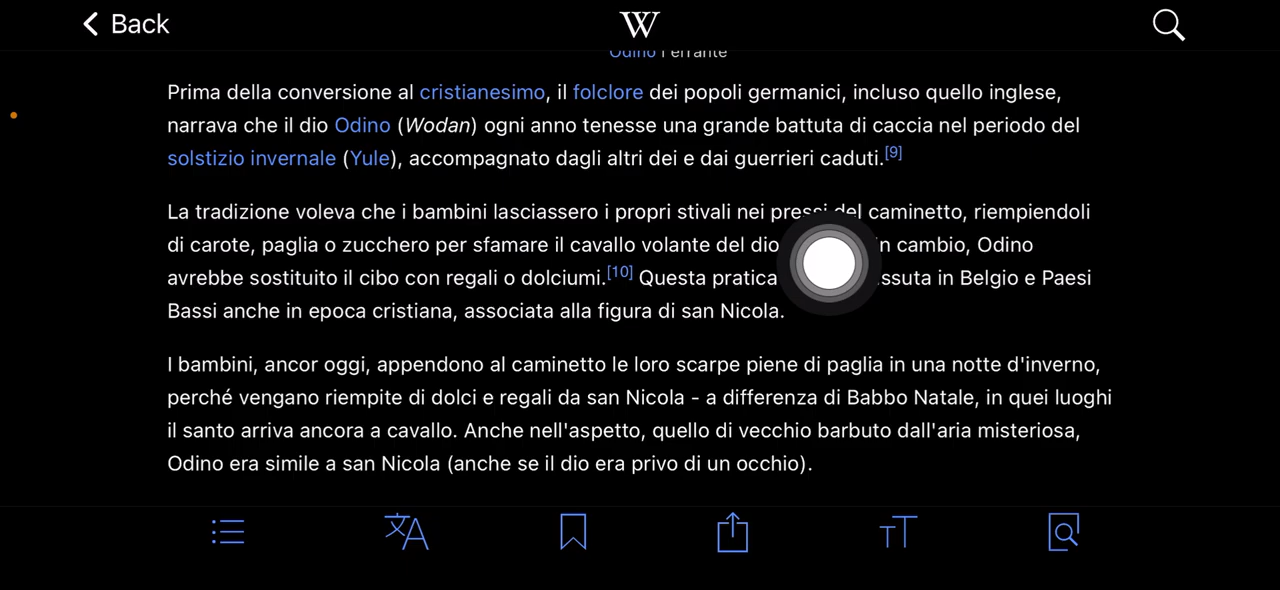 Back
W
Odino l'errante
Prima della conversione al cristianesimo, il folclore dei popoli germanici, incluso quello inglese,
narrava che il dio Odino (Wodan) ogni anno tenesse una grande battuta di caccia nel periodo del
solstizio invernale (Yule), accompagnato dagli altri dei e dai guerrieri caduti.[9]
La tradizione voleva che i bambini lasciassero i propri stivali nei pressi del caminetto, riempiendoli
di carote, paglia o zucchero per sfamare il cavallo volante del dio in cambio, Odino
avrebbe sostituito il cibo con regali o dolciumi.[10] Questa pratica in Belgio e Paesi
Bassi anche in epoca cristiana, associata alla figura di san Nicola.
I bambini, ancor oggi, appendono al caminetto le loro scarpe piene di paglia in una notte d'inverno,
perché vengano riempite di dolci e regali da san Nicola - a differenza di Babbo Natale, in quei luoghi
il santo arriva ancora a cavallo. Anche nell'aspetto, quello di vecchio barbuto dall'aria misteriosa,
Odino era simile a san Nicola (anche se il dio era privo di un occhio).